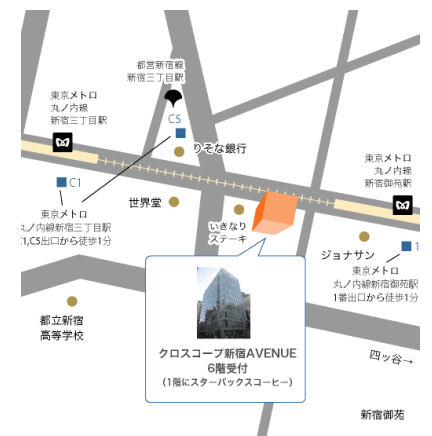 都営新宿線
新宿三丁目駅
東京メトロ
丸ノ内線
新宿三丁目駅
C5
りそな銀行
東京メトロ
丸ノ内線
新宿御苑駅
C1
世界堂
東京メトロ
丸ノ内線新宿三丁目駅
C1,C5出口から徒歩1分
いきなり
ステーキ
ジョナサン
1
東京メトロ
丸ノ内線新宿御苑駅
1番出口から徒歩1分
都立新宿
高等学校
クロスコープ新宿AVENUE
6階受付
(1階にスターバックスコーヒー)
四ッ谷→
新宿御苑